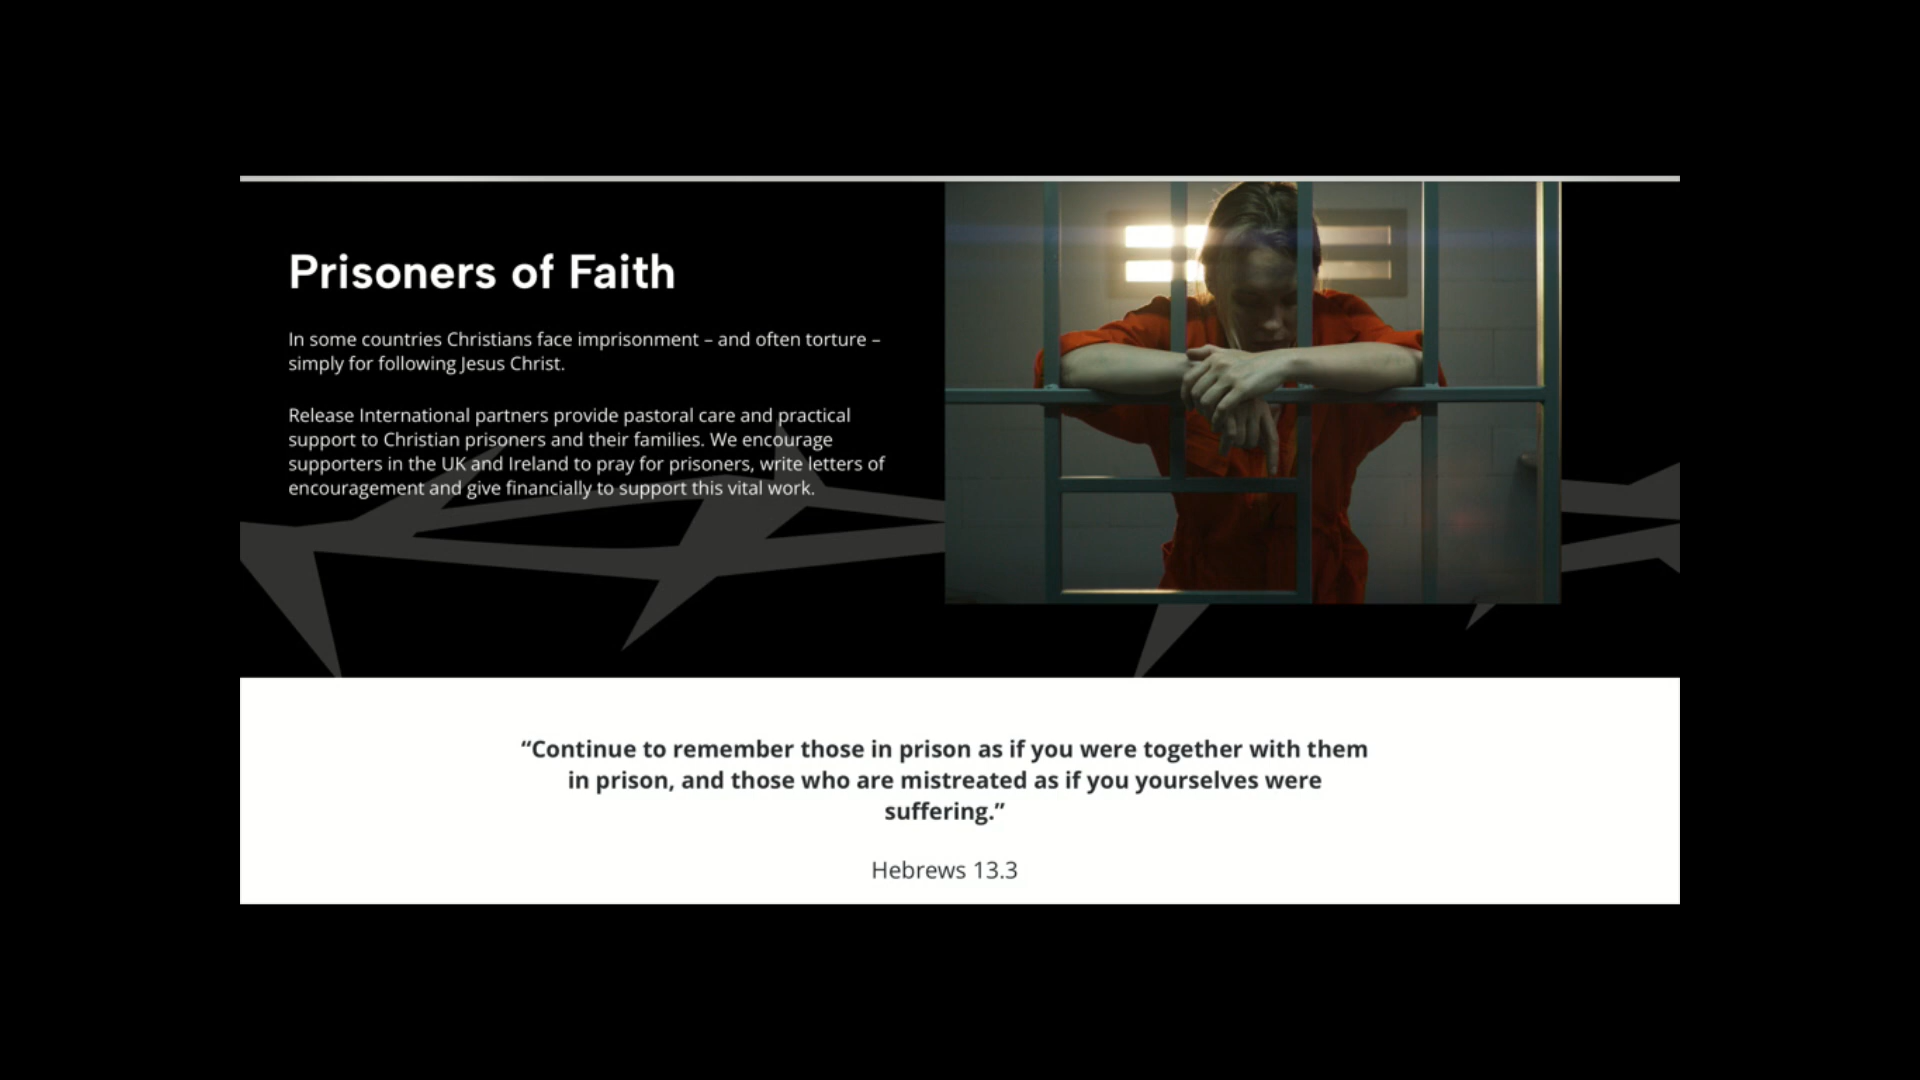 Prisoners of Faith
In some countries Christians face imprisonment – and often torture –
simply for following Jesus Christ.
Release International partners provide pastoral care and practical
support to Christian prisoners and their families. We encourage
supporters in the UK and Ireland to pray for prisoners, write letters of
encouragement and give financially to support this vital work.
“Continue to remember those in prison as if you were together with them
in prison, and those who are mistreated as if you yourselves were
suffering.”
Hebrews 13.3